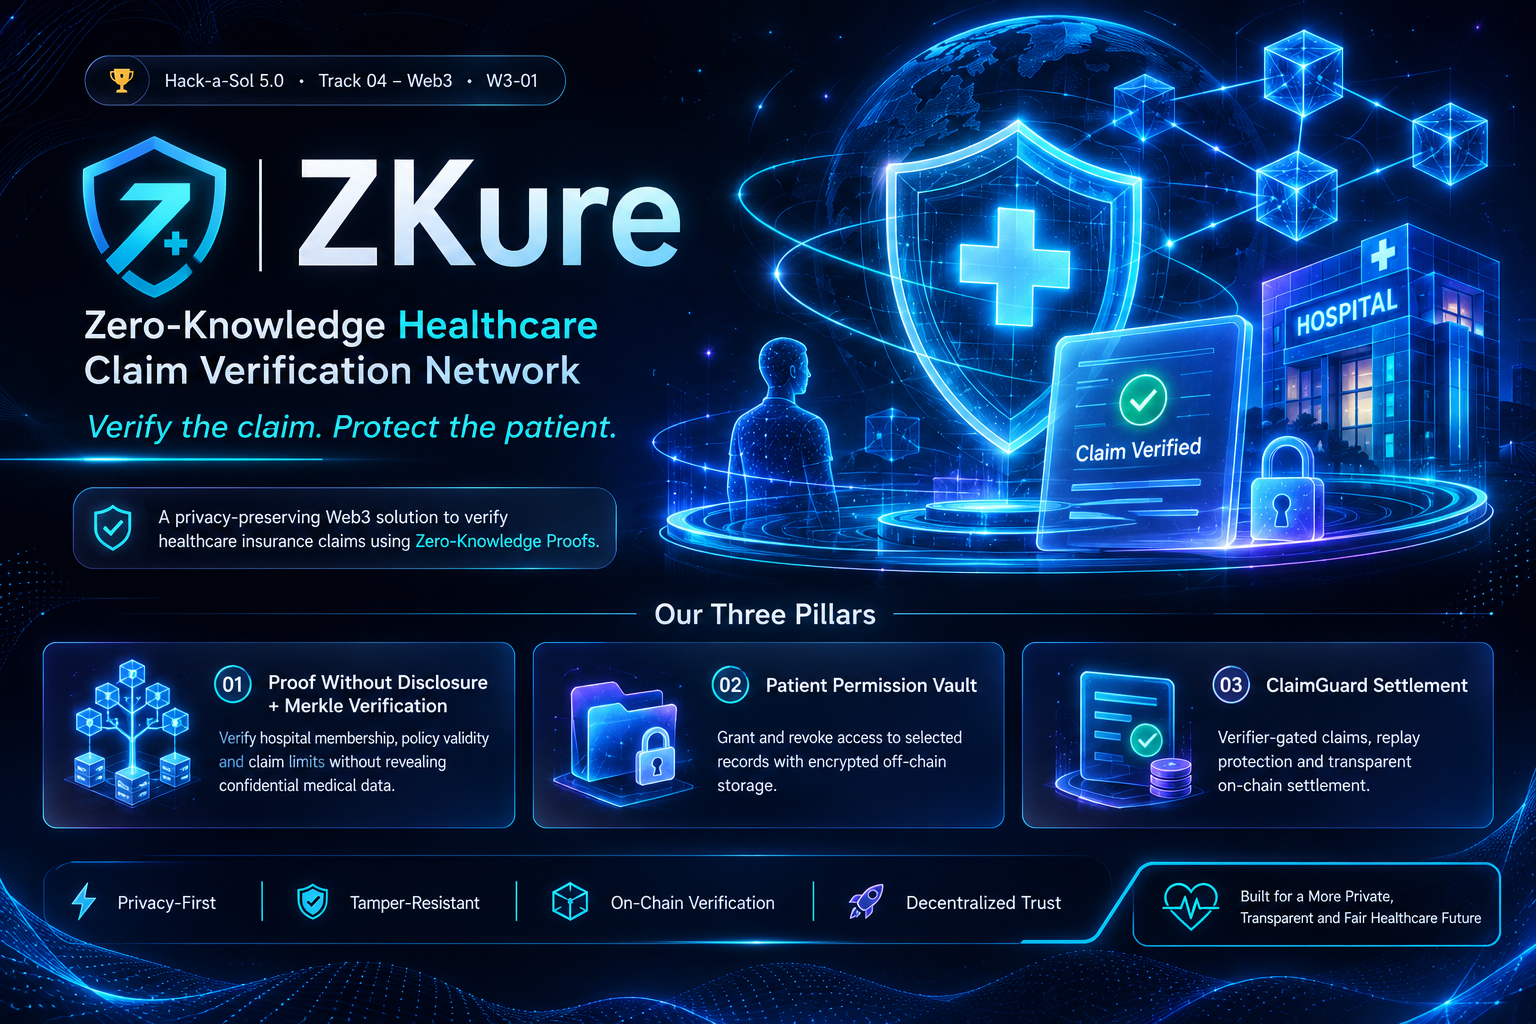 Hack-a-Sol 5.0 • Track 04 – Web3 • W3-01
ZKure
Zero-Knowledge Healthcare
Claim Verification Network
Verify the claim. Protect the patient.
A privacy-preserving Web3 solution to verify
healthcare insurance claims using Zero-Knowledge Proofs.
HOSPITAL
Claim Verified
Our Three Pillars
01
Proof Without Disclosure
+ Merkle Verification
Verify hospital membership, policy validity
and claim limits without revealing
confidential medical data.
02
Patient Permission Vault
Grant and revoke access to selected
records with encrypted off-chain
storage.
03
ClaimGuard Settlement
Verifier-gated claims, replay
protection and transparent
on-chain settlement.
Privacy-First
Tamper-Resistant
On-Chain Verification
Decentralized Trust
Built for a More Private,
Transparent and Fair Healthcare Future